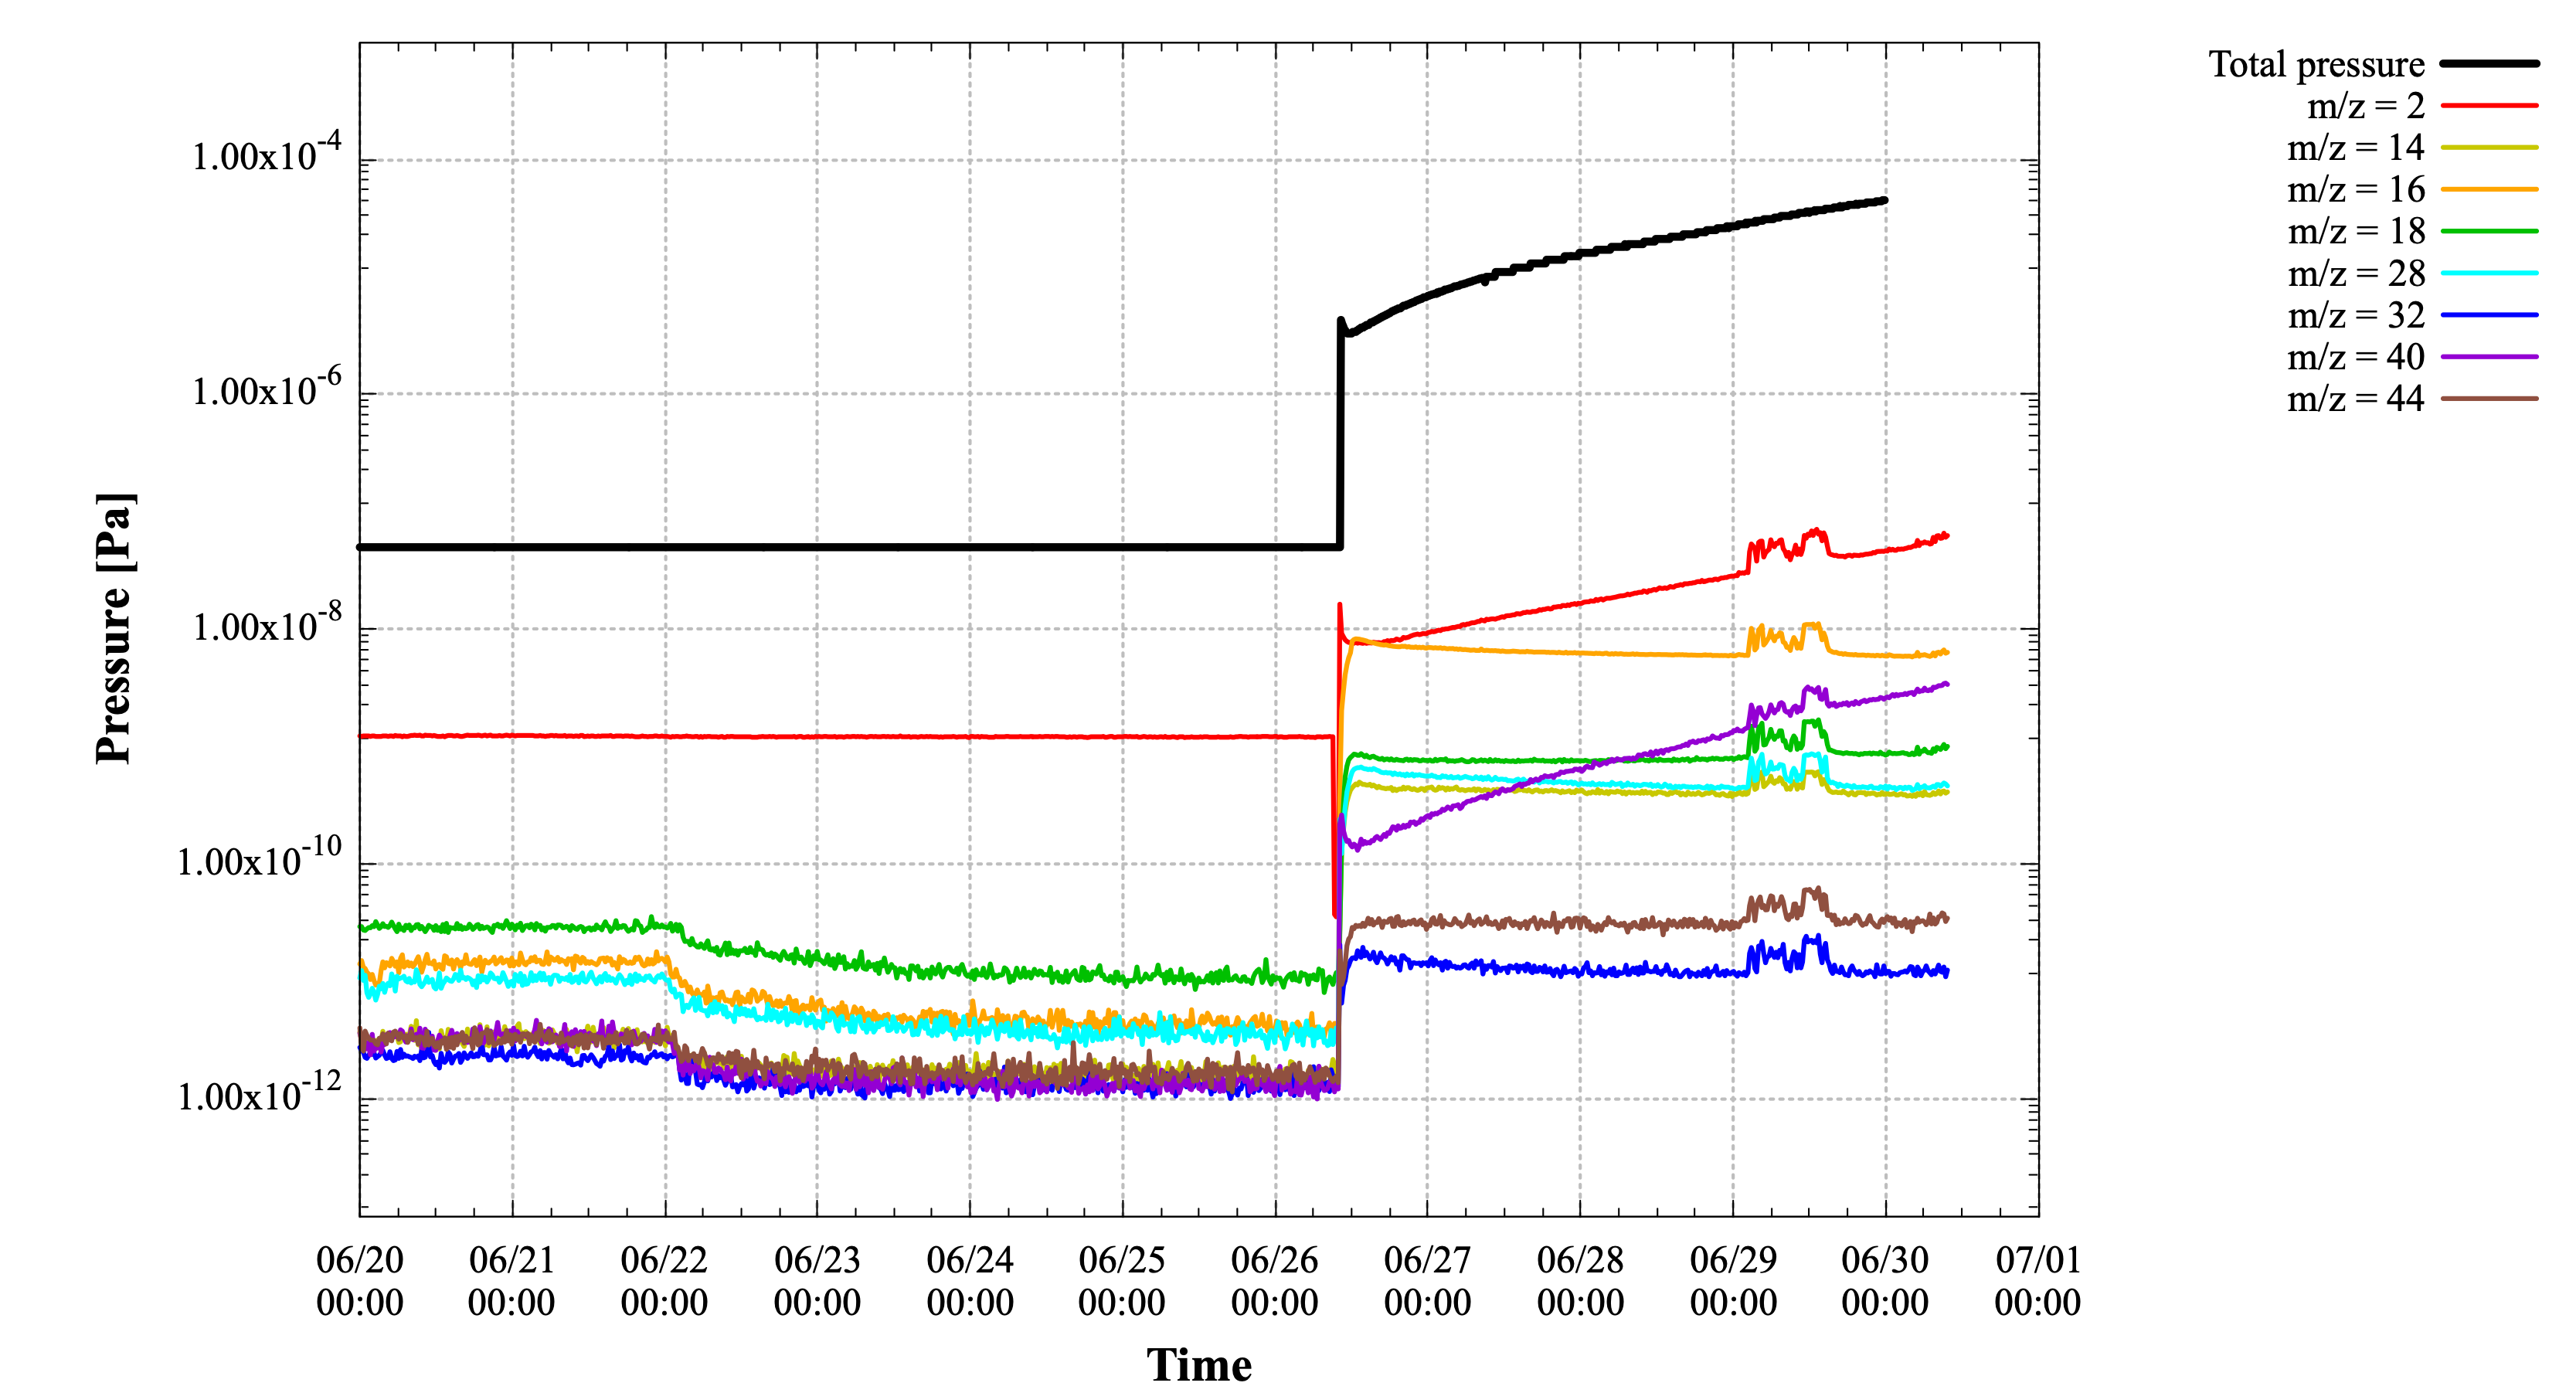 Total pressure
m/z = 2
m/z = 14
m/z = 16
m/z = 18
m/z = 28
m/z = 32
m/z = 40
m/z = 44
1.00x10^-4
1.00x10^-6
1.00x10^-8
1.00x10^-10
1.00x10^-12
Pressure [Pa]
06/20 06/21 06/22 06/23 06/24 06/25 06/26 06/27 06/28 06/29 06/30 07/01
00:00 00:00 00:00 00:00 00:00 00:00 00:00 00:00 00:00 00:00 00:00 00:00
Time